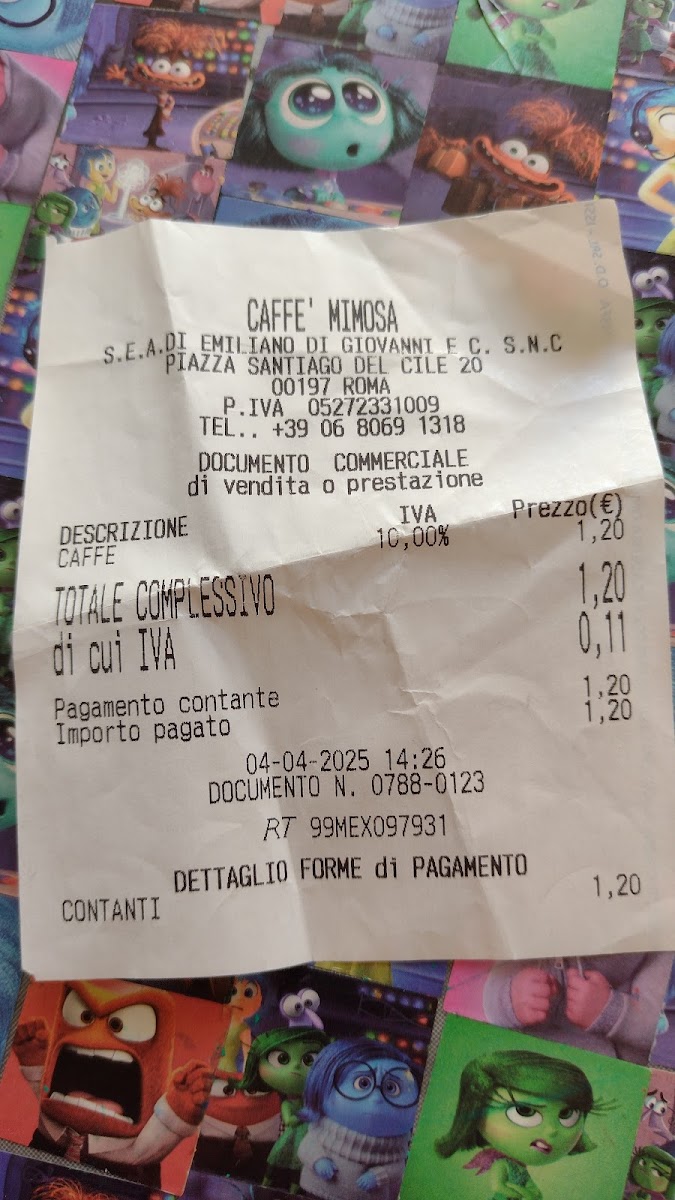 CAFFE' MIMOSA
S.E.A.DI EMILIANO DI GIOVANNI E C. S.N.C
PIAZZA SANTIAGO DEL CILE 20
00197 ROMA
P.IVA 05272331009
TEL.. +39 06 8069 1318
DOCUMENTO COMMERCIALE
di vendita o prestazione
DESCRIZIONE IVA Prezzo(€)
CAFFE 10,00% 1,20
TOTALE COMPLESSIVO 1,20
di cui IVA 0,11
Pagamento contante 1,20
Importo pagato 1,20
04-04-2025 14:26
DOCUMENTO N. 0788-0123
RT 99MEX097931
DETTAGLIO FORME di PAGAMENTO
CONTANTI 1,20